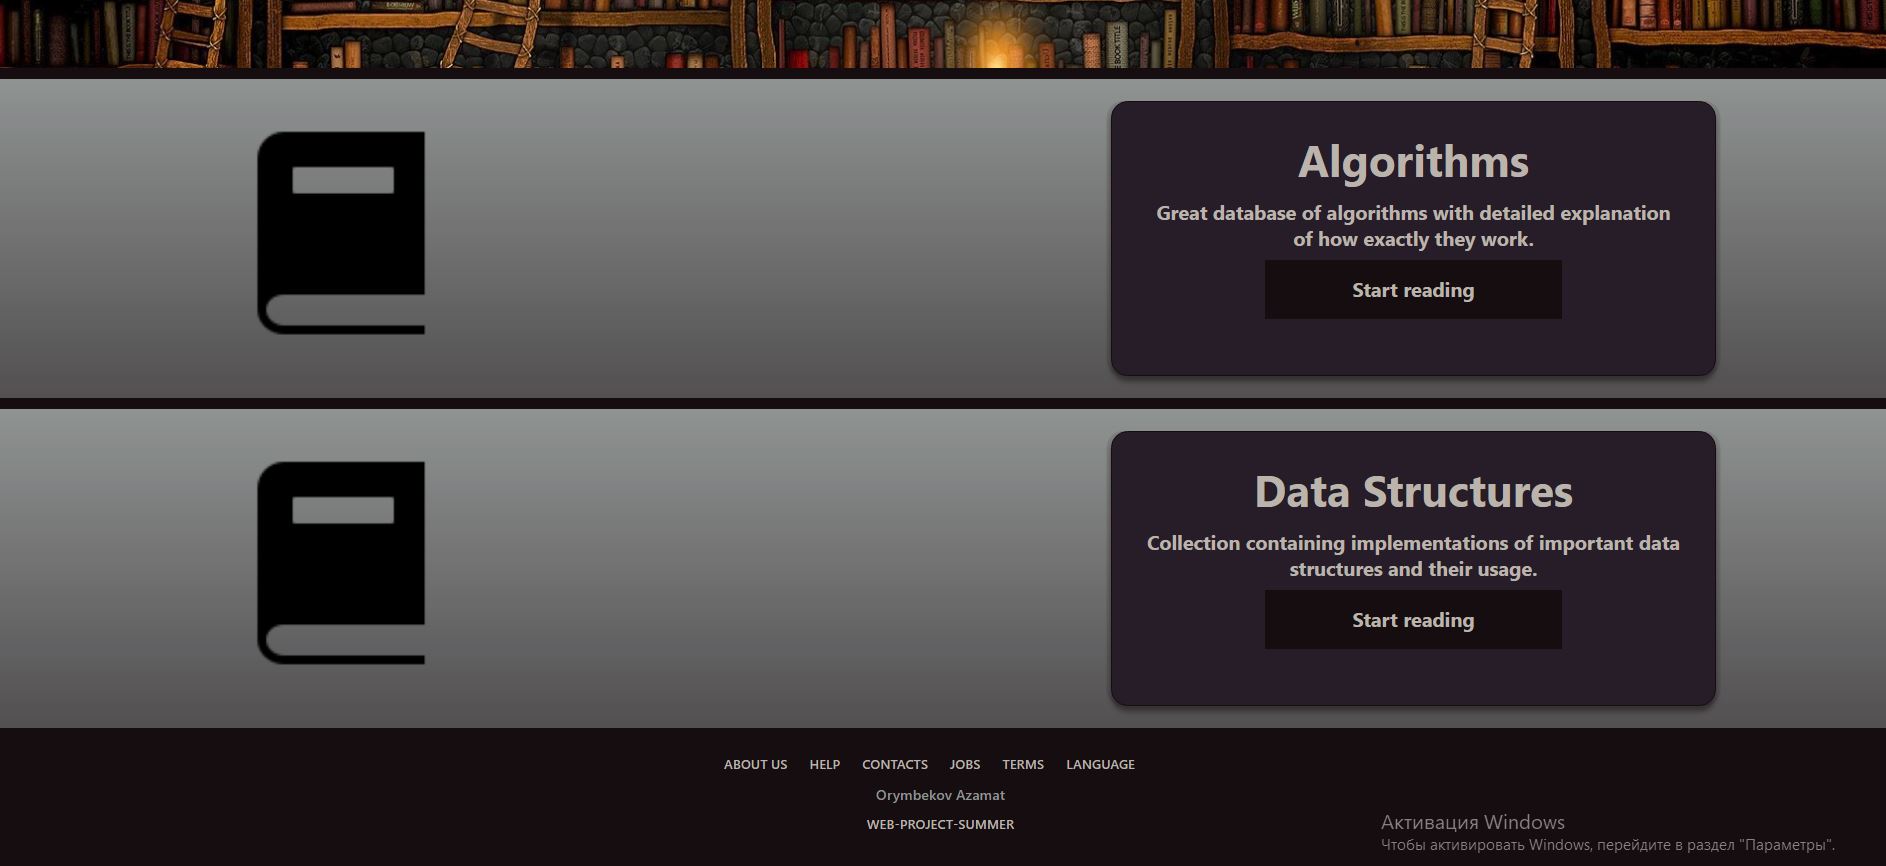 BOOK TITLE
Algorithms
Great database of algorithms with detailed explanation
of how exactly they work.
Start reading
Data Structures
Collection containing implementations of important data
structures and their usage.
Start reading
ABOUT US HELP CONTACTS JOBS TERMS LANGUAGE
Orymbekov Azamat
WEB-PROJECT-SUMMER
Активация Windows
Чтобы активировать Windows, перейдите в раздел "Параметры".